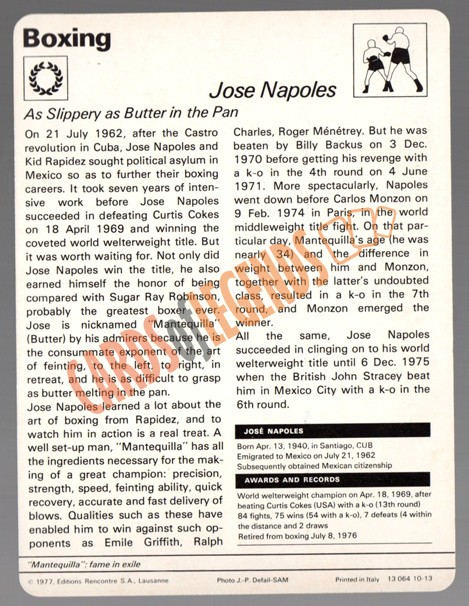 Boxing
Jose Napoles
As Slippery as Butter in the Pan
On 21 July 1962, after the Castro
revolution in Cuba, Jose Napoles and
Kid Rapidez sought political asylum in
Mexico so as to further their boxing
careers. It took seven years of inten-
sive work before Jose Napoles
succeeded in defeating Curtis Cokes
on 18 April 1969 and winning the
coveted world welterweight title. But
it was worth waiting for. Not only did
Jose Napoles win the title, he also
earned himself the honor of being
compared with Sugar Ray Robinson,
probably the greatest boxer ever.
Jose is nicknamed "Mantequilla"
(Butter) by his admirers because he is
the consummate exponent of the art
of feinting, to the left, to right, in
retreat, and he is as difficult to grasp
as butter melting in the pan.
Jose Napoles learned a lot about the
art of boxing from Rapidez, and to
watch him in action is a real treat. A
well set-up man, "Mantequilla" has all
the ingredients necessary for the mak-
ing of a great champion: precision,
strength, speed, feinting ability, quick
recovery, accurate and fast delivery of
blows. Qualities such as these have
enabled him to win against such op-
ponents as Emile Griffith, Ralph
Charles, Roger Ménétrey. But he was
beaten by Billy Backus on 3 Dec.
1970 before getting his revenge with
a k-o in the 4th round on 4 June
1971. More spectacularly, Napoles
went down before Carlos Monzon on
9 Feb. 1974 in Paris, in the world
middleweight title fight. On that par-
ticular day, Mantequilla's age (he was
nearly 34) and the difference in
weight between him and Monzon,
together with the latter's undoubted
class resulted in a k-o in the 7th
round and Monzon emerged the
winner.
All the same, Jose Napoles
succeeded in clinging on to his world
welterweight title until 6 Dec. 1975
when the British John Stracey beat
him in Mexico City with a k-o in the
6th round.
JOSÉ NAPOLES
Born Apr. 13, 1940, in Santiago, CUB
Emigrated to Mexico on July 21, 1962
Subsequently obtained Mexican citizenship
AWARDS AND RECORDS
World welterweight champion on Apr. 18, 1969, after
beating Curtis Cokes (USA) with a k-o (13th round)
84 fights, 75 wins (54 with a k-o), 7 defeats (4 within
the distance and 2 draws
Retired from boxing July 8, 1976
"Mantequilla": fame in exile
© 1977, Editions Rencontre S.A., Lausanne
Photo J.-P. Defail-SAM
Printed in Italy 13 064 10-13
CARDS OF LEGENDS